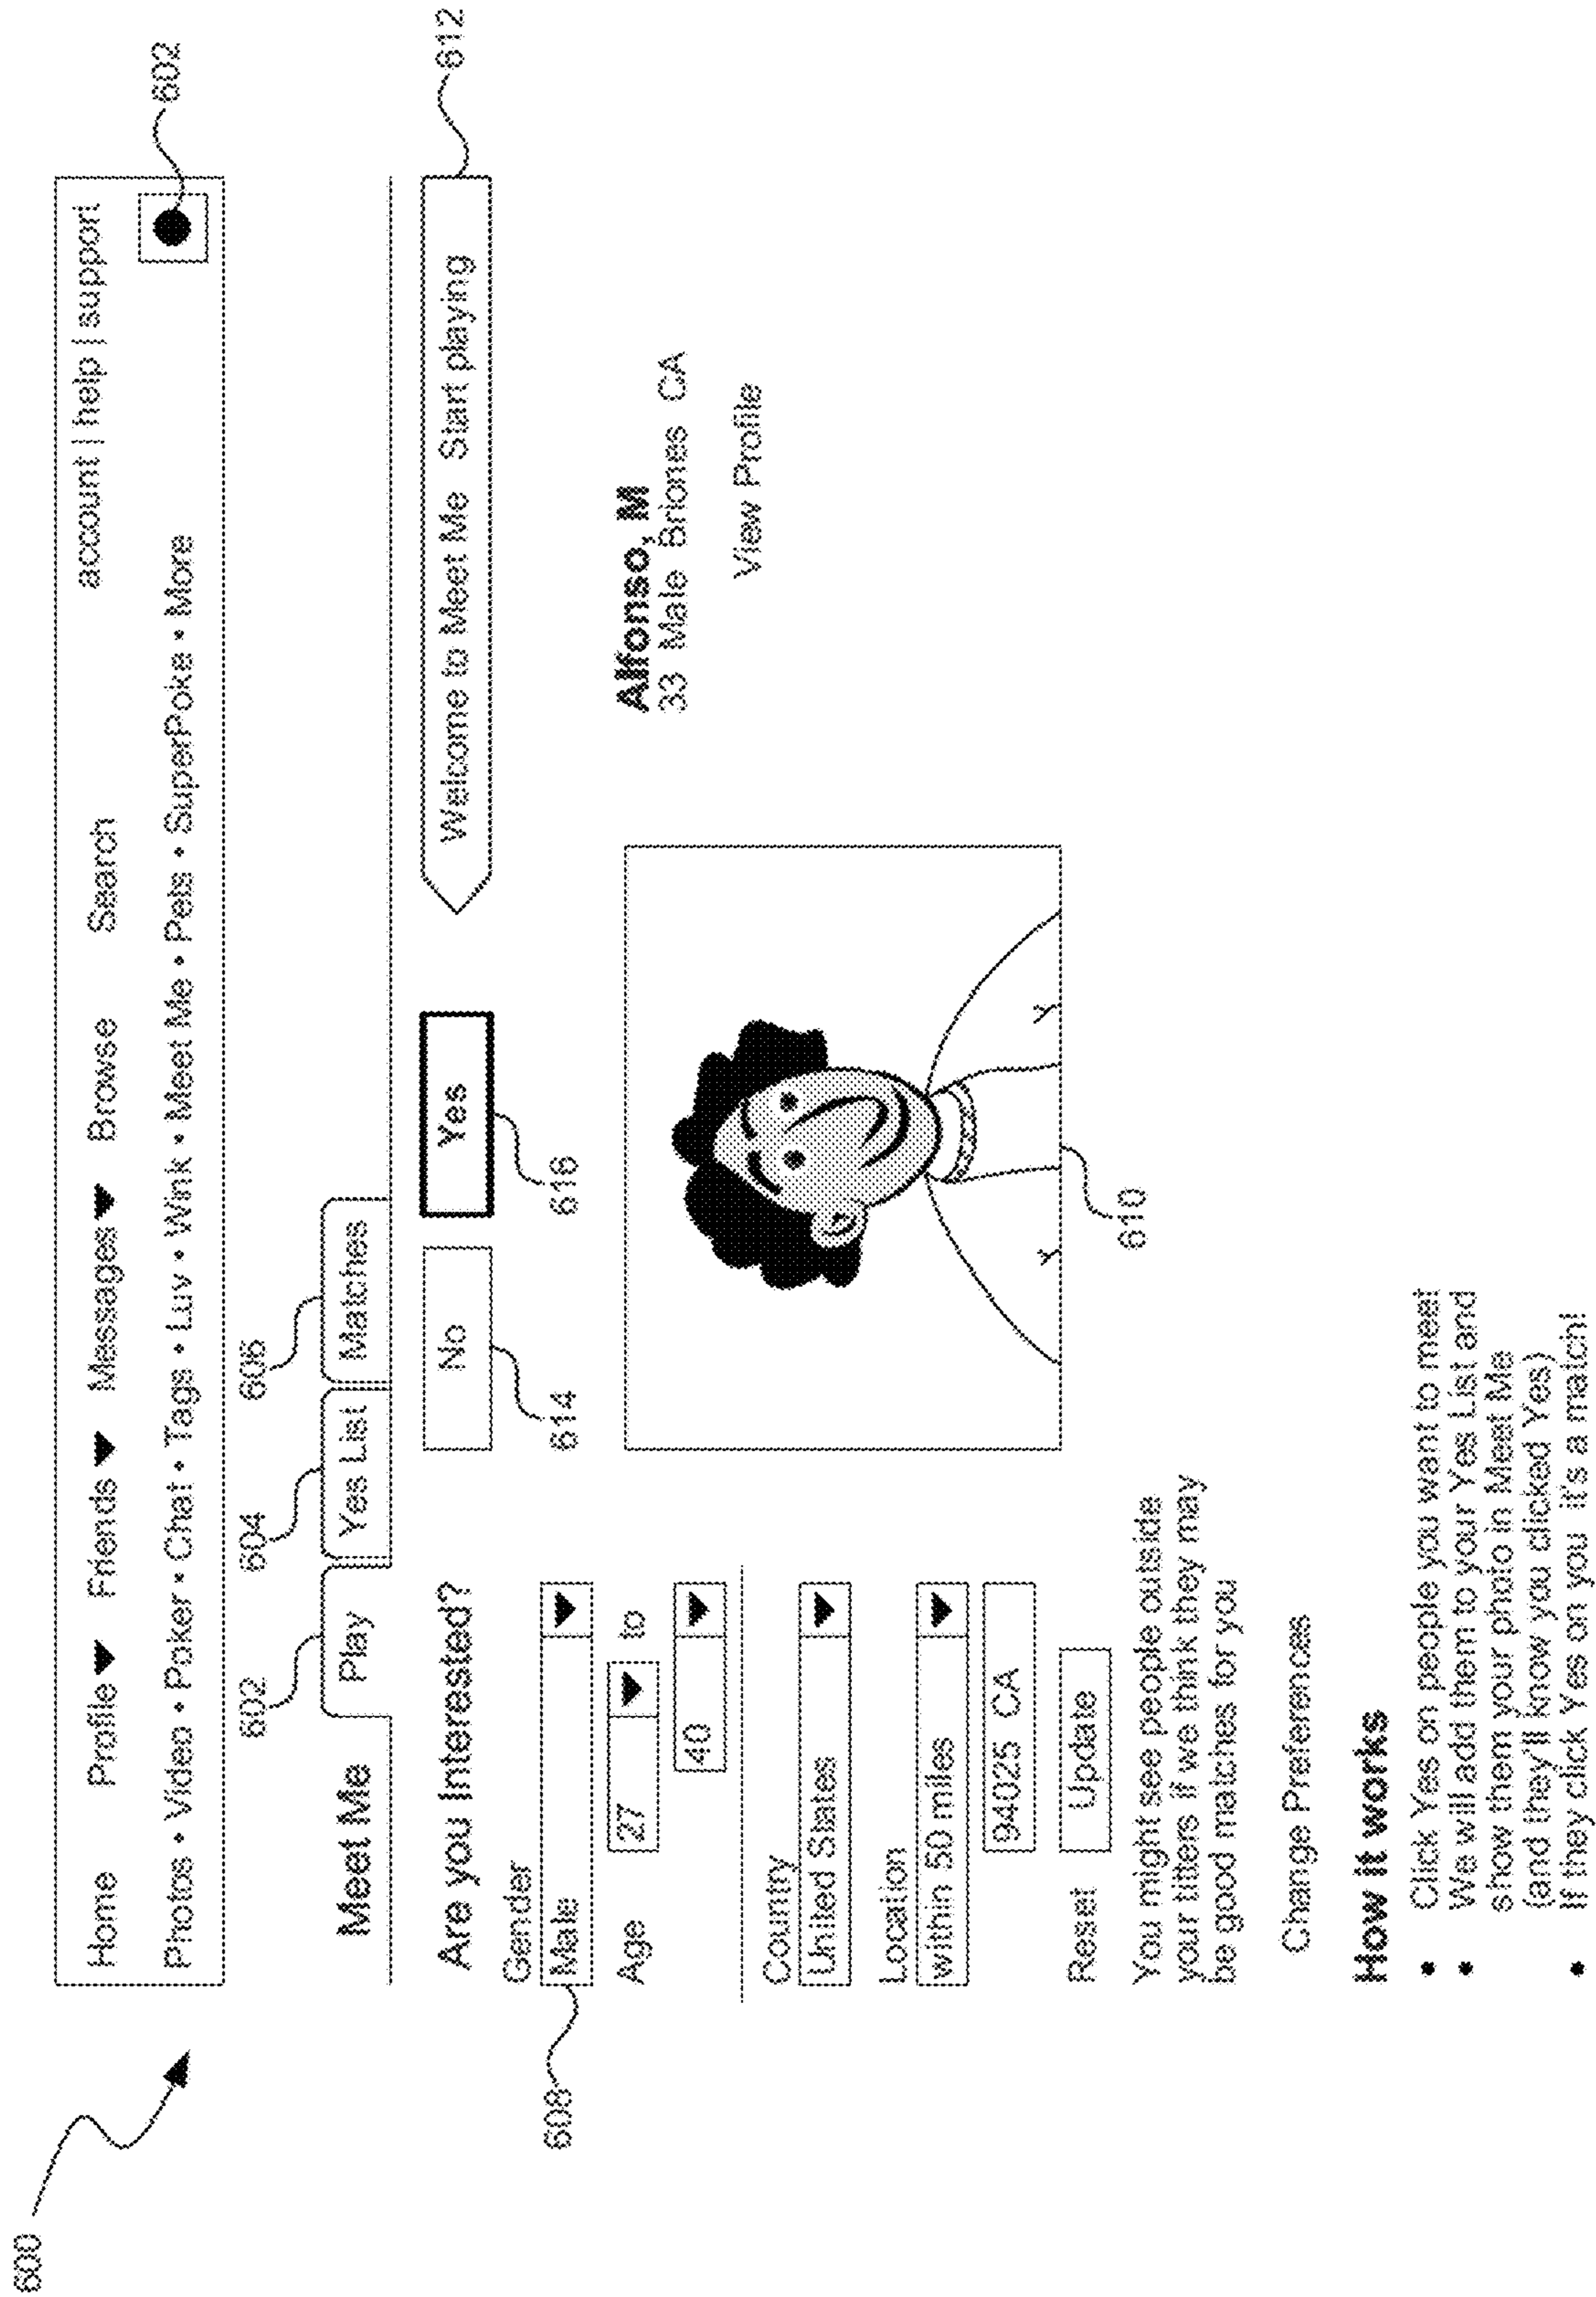 600
Home Profile Friends Messages Browse Search account | help | support
Photos • Video • Poker • Chat • Tags • Luv • Wink • Meet Me • Pets • SuperPoke • More
602
602
604
606
Meet Me Play Yes List Matches
Are you Interested?
No
Yes
Welcome to Meet Me Start playing
612
614
616
Gender
Male
608
Age 27 to
40
Country
United States
Location
within 50 miles
94025 CA
Reset Update
You might see people outside
your filters if we think they may
be good matches for you
Change Preferences
Alfonso, M
33 Male Briones CA
View Profile
610
How it works
• Click Yes on people you want to meet
• We will add them to your Yes List and
show them your photo in Meet Me
(and they'll know you clicked Yes)
• If they click Yes on you it's a match!